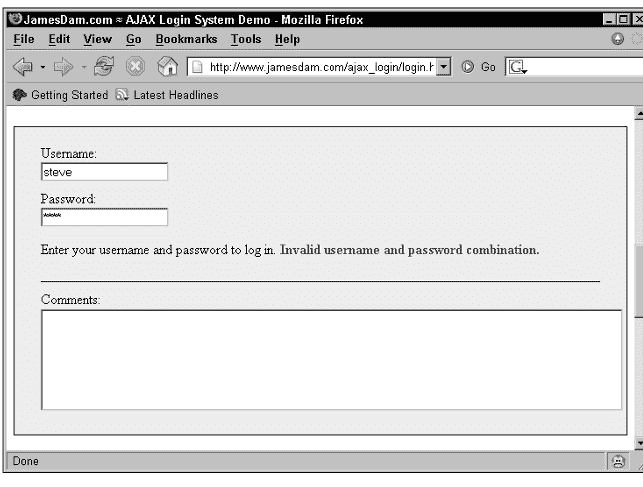 JamesDam.com ≈ AJAX Login System Demo - Mozilla Firefox
File Edit View Go Bookmarks Tools Help
http://www.jamesdam.com/ajax_login/login.h Go G
Getting Started Latest Headlines
Username:
steve
Password:
****
Enter your username and password to log in. Invalid username and password combination.
Comments:
Done